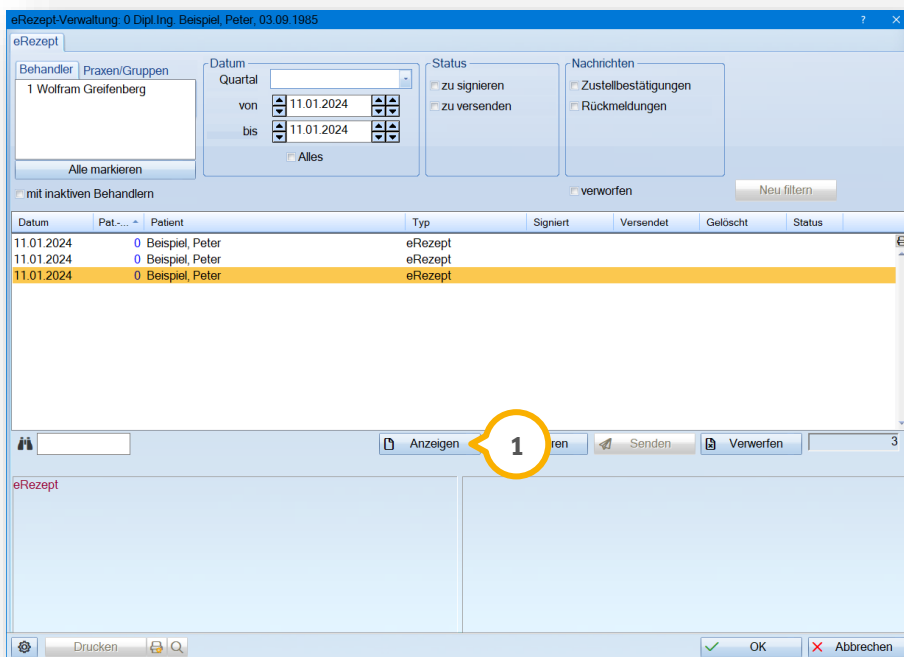 eRezept-Verwaltung: 0 Dipl.Ing. Beispiel, Peter, 03.09.1985
eRezept
Behandler Praxen/Gruppen
1 Wolfram Greifenberg
Alle markieren
mit inaktiven Behandlern
Datum
Quartal
von 11.01.2024
bis 11.01.2024
Alles
Status
zu signieren
zu versenden
Nachrichten
Zustellbestätigungen
Rückmeldungen
verworfen
Neu filtern
Datum Pat.-... Patient Typ Signiert Versendet Gelöscht Status
11.01.2024 0 Beispiel, Peter eRezept
11.01.2024 0 Beispiel, Peter eRezept
11.01.2024 0 Beispiel, Peter eRezept
Anzeigen 1 ren Senden Verwerfen 3
eRezept
Drucken OK Abbrechen